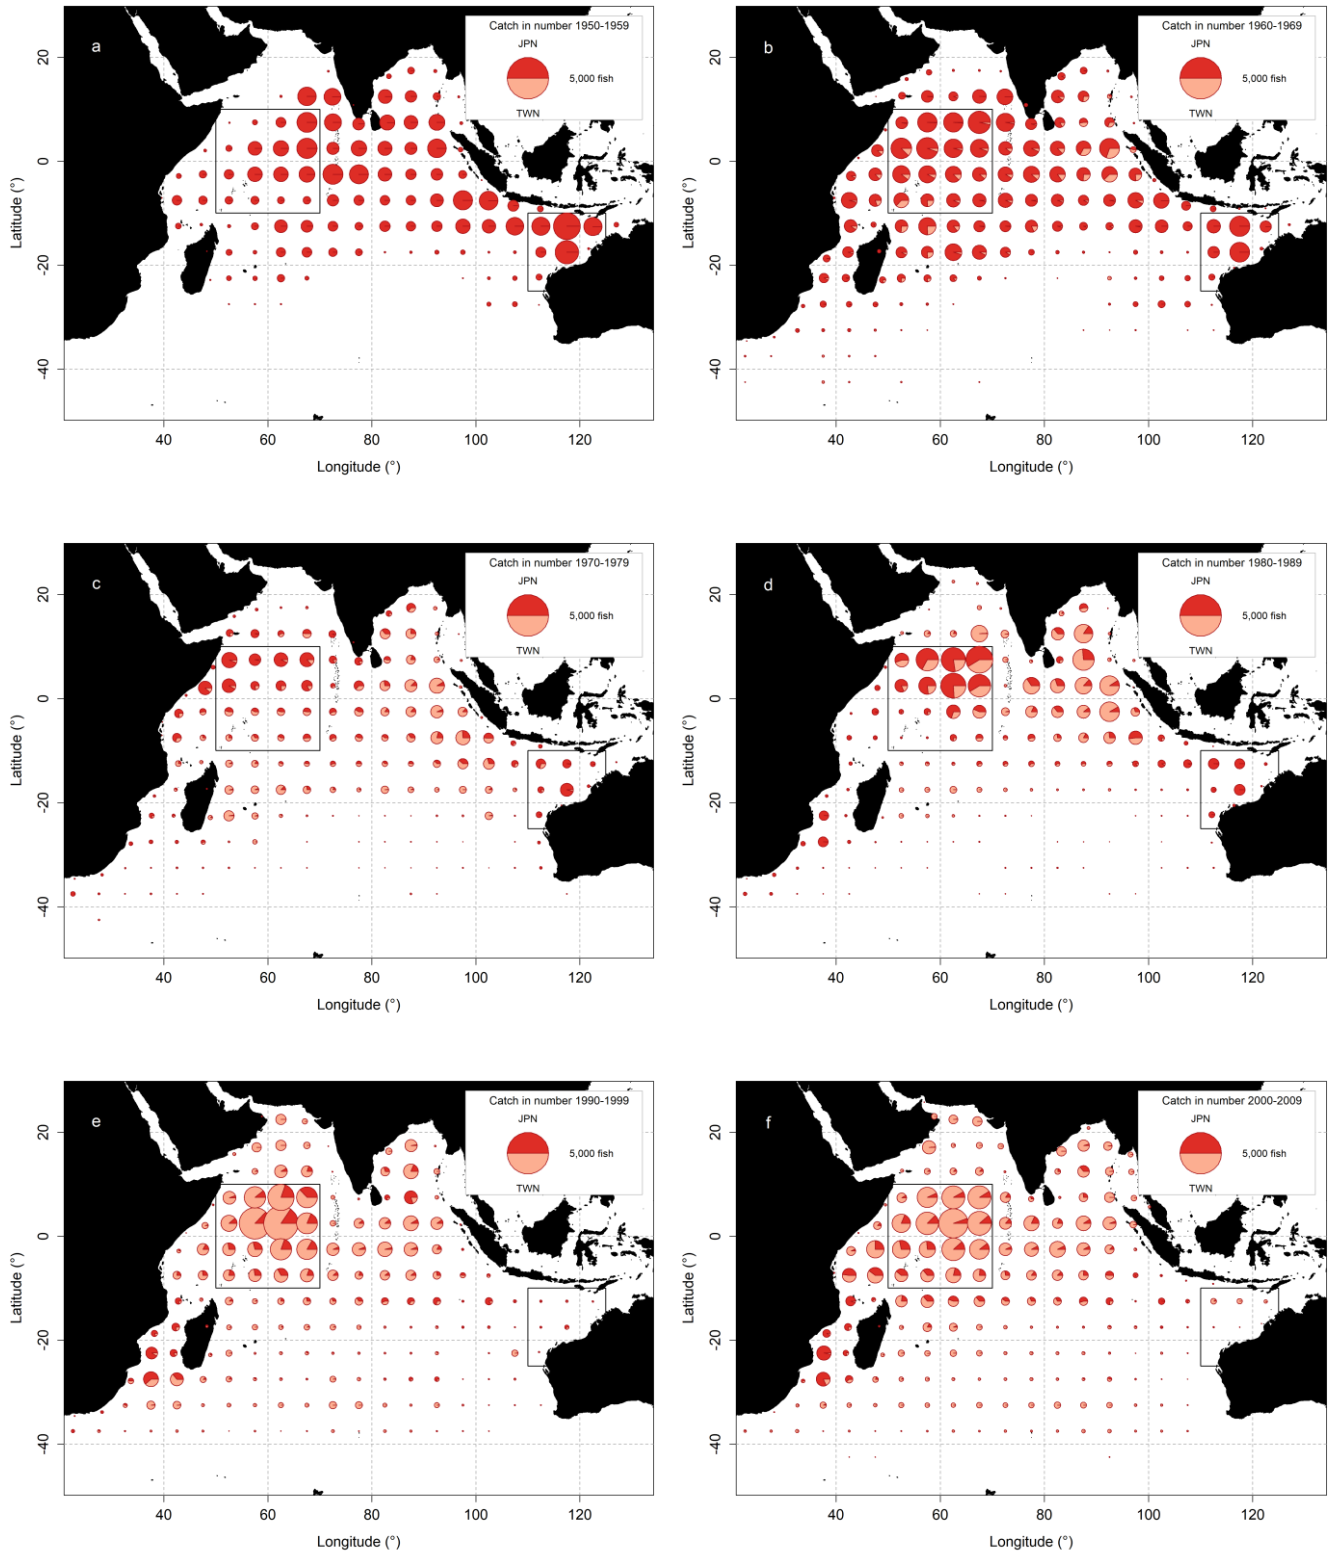 a
Catch in number 1950-1959
JPN
5,000 fish
TWN
20
0
-20
-40
Latitude (°)
40 60 80 100 120
Longitude (°)
b
Catch in number 1960-1969
JPN
5,000 fish
TWN
20
0
-20
-40
Latitude (°)
40 60 80 100 120
Longitude (°)
c
Catch in number 1970-1979
JPN
5,000 fish
TWN
20
0
-20
-40
Latitude (°)
40 60 80 100 120
Longitude (°)
d
Catch in number 1980-1989
JPN
5,000 fish
TWN
20
0
-20
-40
Latitude (°)
40 60 80 100 120
Longitude (°)
e
Catch in number 1990-1999
JPN
5,000 fish
TWN
20
0
-20
-40
Latitude (°)
40 60 80 100 120
Longitude (°)
f
Catch in number 2000-2009
JPN
5,000 fish
TWN
20
0
-20
-40
Latitude (°)
40 60 80 100 120
Longitude (°)